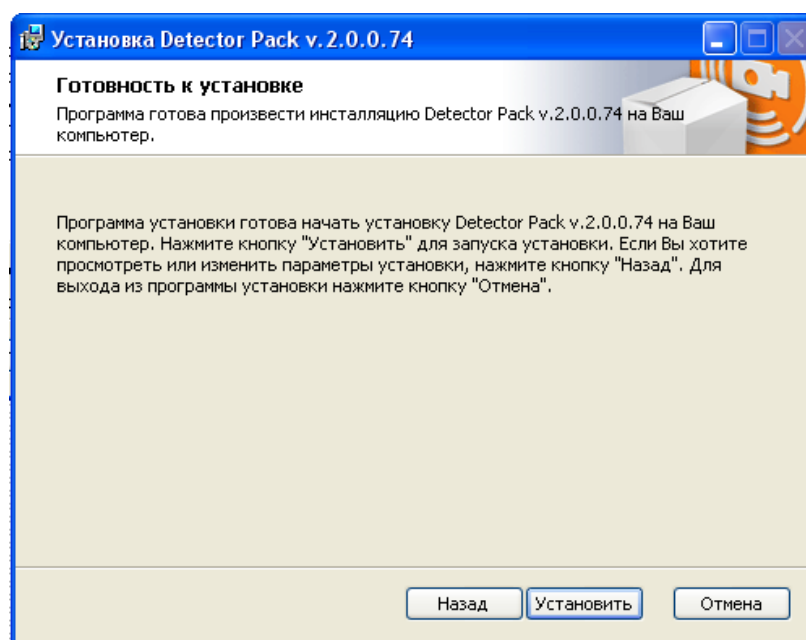 Установка Detector Pack v.2.0.0.74
Готовность к установке
Программа готова произвести инсталляцию Detector Pack v.2.0.0.74 на Ваш
компьютер.
Программа установки готова начать установку Detector Pack v.2.0.0.74 на Ваш
компьютер. Нажмите кнопку "Установить" для запуска установки. Если Вы хотите
просмотреть или изменить параметры установки, нажмите кнопку "Назад". Для
выхода из программы установки нажмите кнопку "Отмена".
Назад Установить Отмена